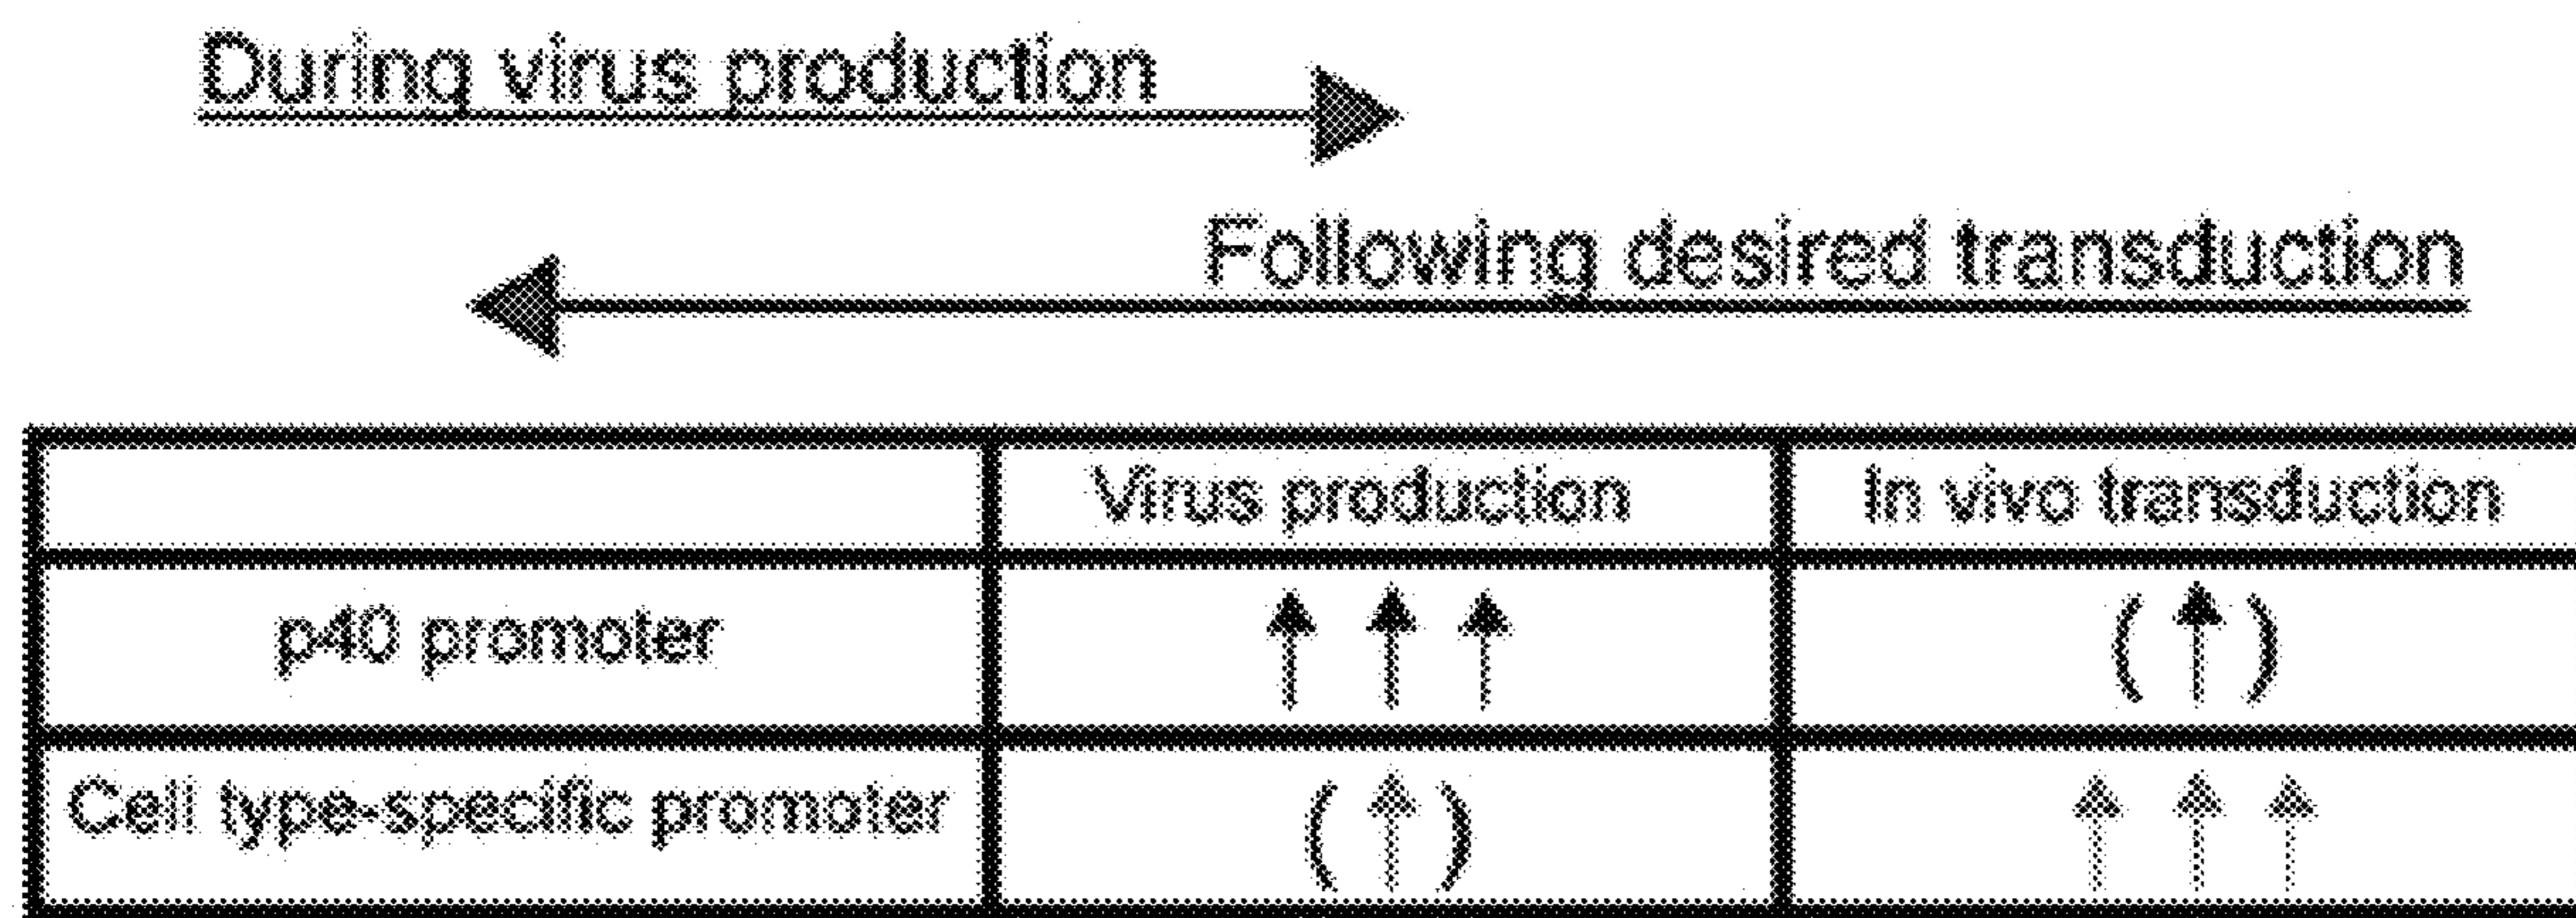 During virus production
Following desired transduction
Virus production In vivo transduction
p40 promoter ↑ ↑ ↑ (↑)
Cell type-specific promoter (↑) ↑ ↑ ↑